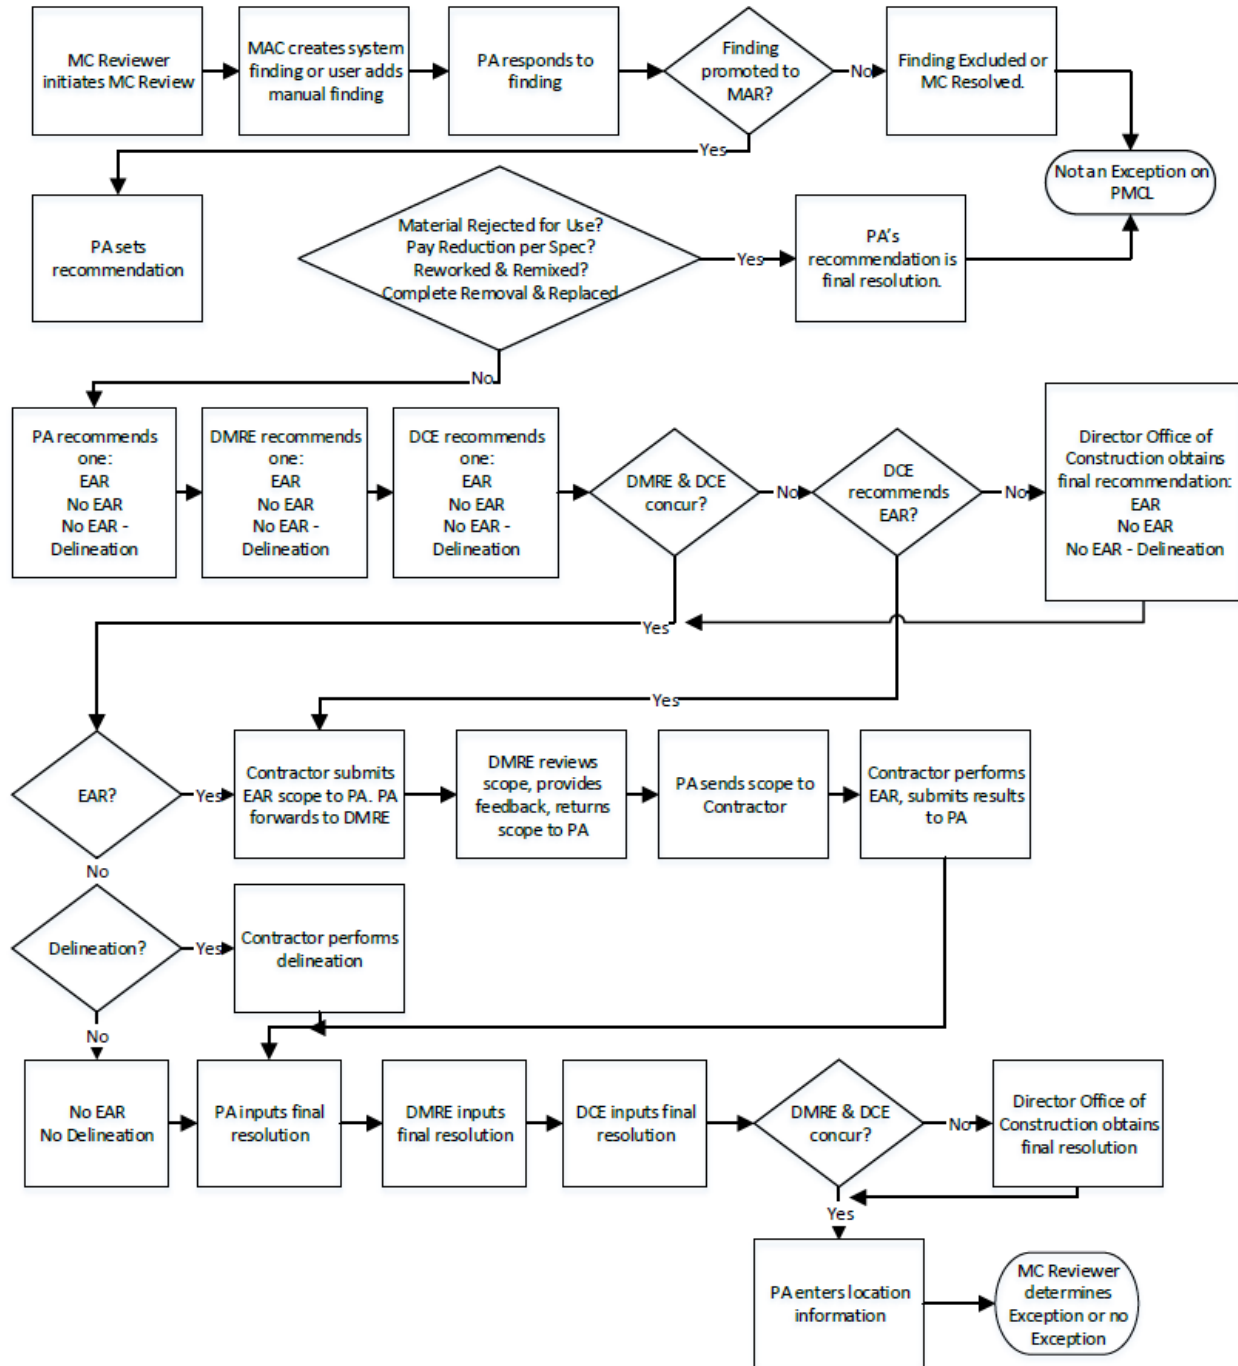 MC Reviewer
initiates MC Review
MAC creates system
finding or user adds
manual finding
PA responds to
finding
Finding
promoted to
MAR?
No
Finding Excluded or
MC Resolved.
Yes
Not an Exception on
PMCL
PA sets
recommendation
Material Rejected for Use?
Pay Reduction per Spec?
Reworked & Remixed?
Complete Removal & Replaced
Yes
PA's
recommendation is
final resolution.
No
PA recommends
one:
EAR
No EAR
No EAR -
Delineation
DMRE recommends
one:
EAR
No EAR
No EAR -
Delineation
DCE recommends
one:
EAR
No EAR
No EAR -
Delineation
DMRE & DCE
concur?
No
DCE
recommends
EAR?
No
Director Office of
Construction obtains
final recommendation:
EAR
No EAR
No EAR - Delineation
Yes
Yes
EAR?
Yes
Contractor submits
EAR scope to PA. PA
forwards to DMRE
DMRE reviews
scope, provides
feedback, returns
scope to PA
PA sends scope to
Contractor
Contractor performs
EAR, submits results
to PA
No
Delineation?
Yes
Contractor performs
delineation
No
No EAR
No Delineation
PA inputs final
resolution
DMRE inputs
final resolution
DCE inputs final
resolution
DMRE & DCE
concur?
No
Director Office of
Construction obtains
final resolution
Yes
PA enters location
information
MC Reviewer
determines
Exception or no
Exception